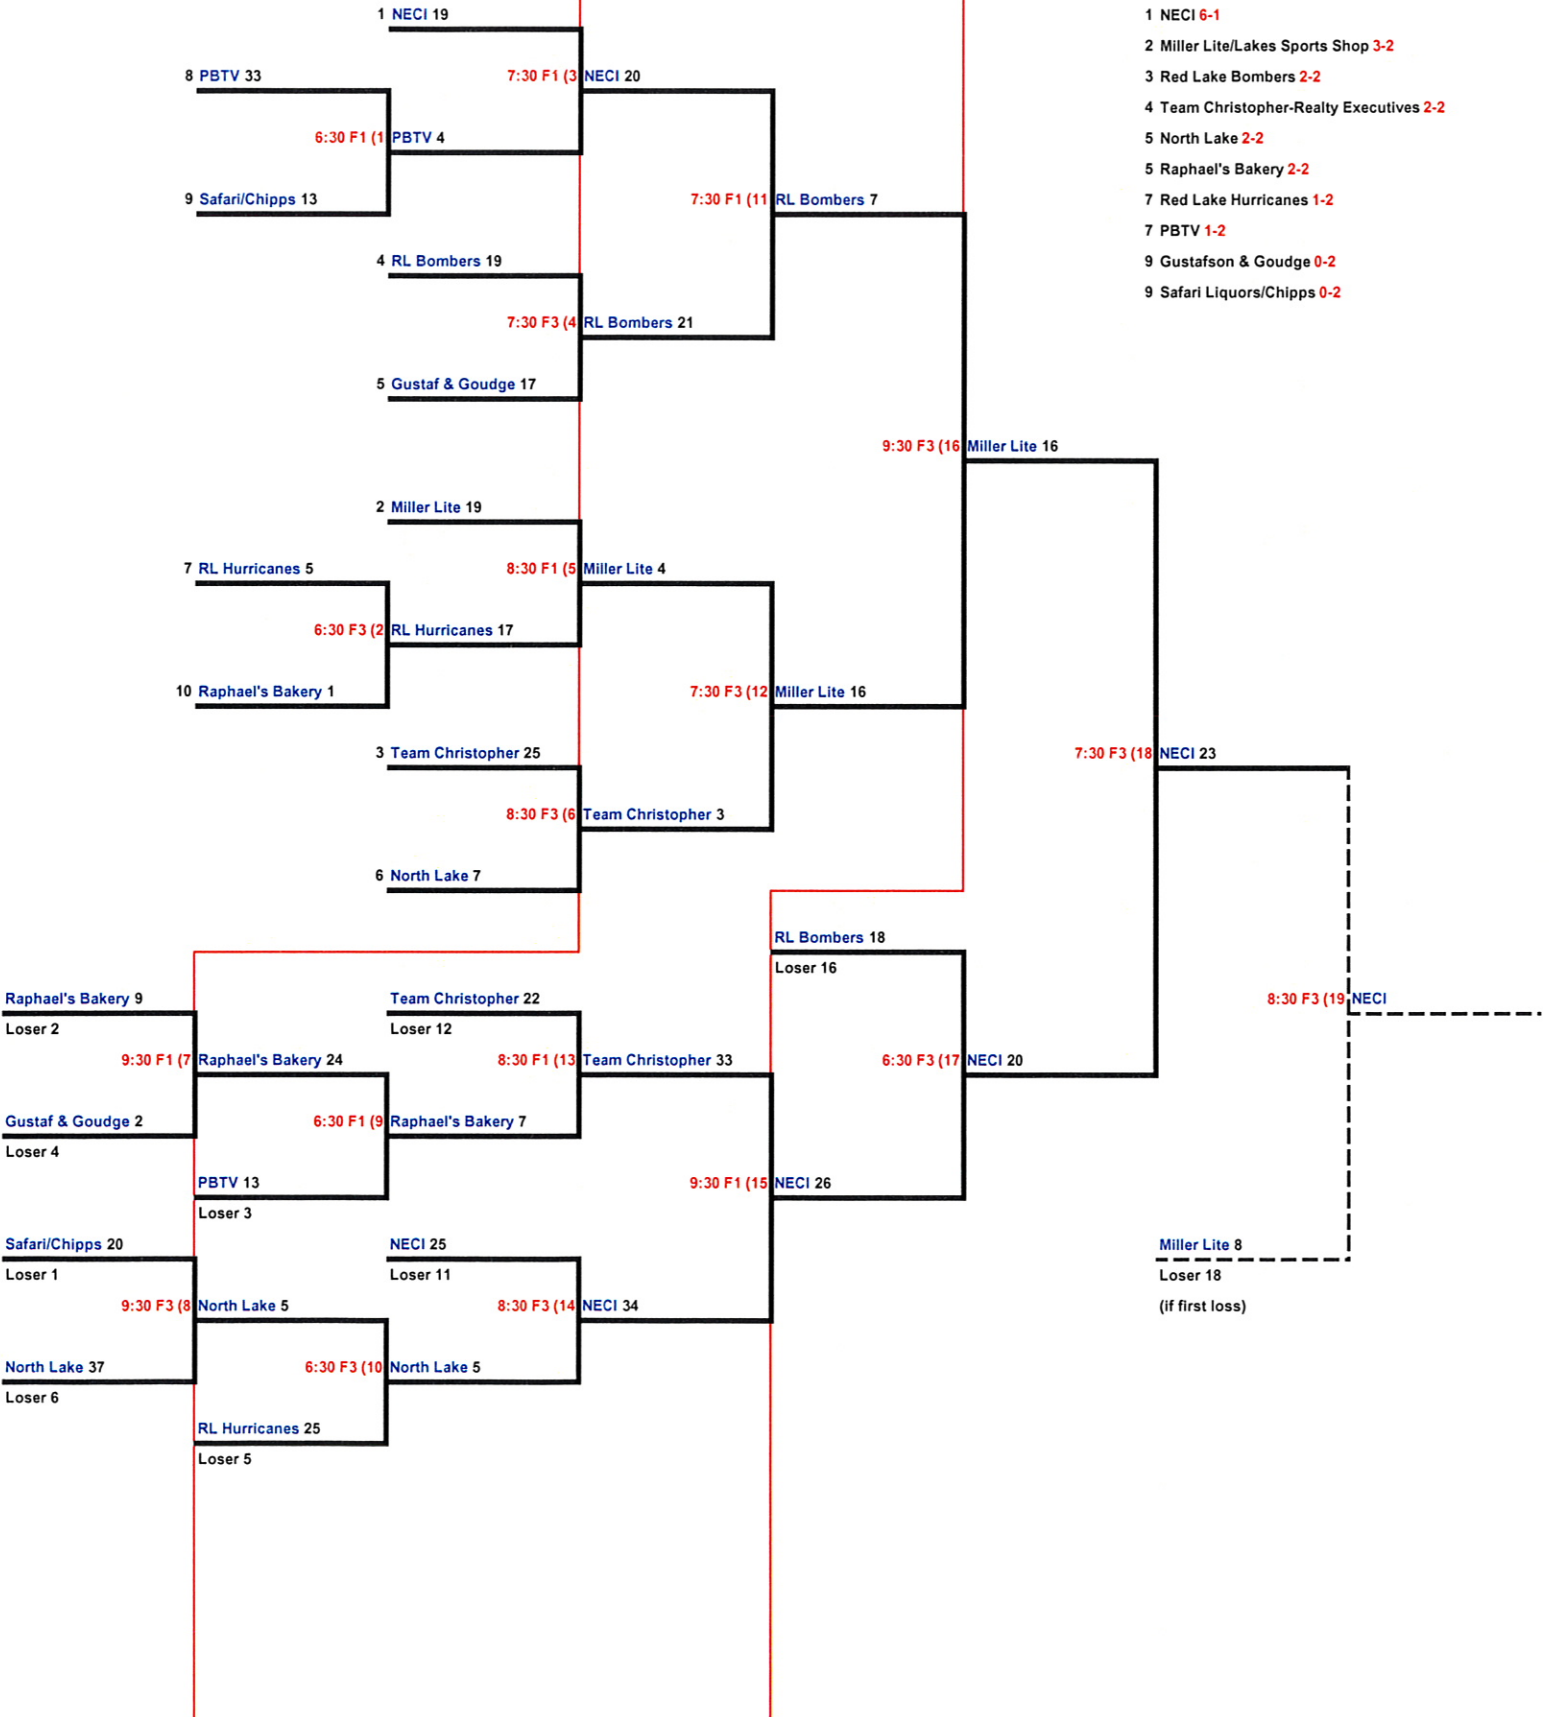 1 NECI 19
8 PBTV 33
7:30 F1 (3 NECI 20
6:30 F1 (1 PBTV 4
9 Safari/Chipps 13
7:30 F1 (11 RL Bombers 7
4 RL Bombers 19
7:30 F3 (4 RL Bombers 21
5 Gustaf & Goudge 17
9:30 F3 (16 Miller Lite 16
2 Miller Lite 19
7 RL Hurricanes 5
8:30 F1 (5 Miller Lite 4
6:30 F3 (2 RL Hurricanes 17
10 Raphael's Bakery 1
7:30 F3 (12 Miller Lite 16
3 Team Christopher 25
7:30 F3 (18 NECI 23
8:30 F3 (6 Team Christopher 3
6 North Lake 7
RL Bombers 18
Loser 16
Raphael's Bakery 9
Loser 2
Team Christopher 22
Loser 12
8:30 F3 (19 NECI
9:30 F1 (7 Raphael's Bakery 24
8:30 F1 (13 Team Christopher 33
6:30 F3 (17 NECI 20
Gustaf & Goudge 2
Loser 4
6:30 F1 (9 Raphael's Bakery 7
PBTV 13
Loser 3
9:30 F1 (15 NECI 26
Safari/Chipps 20
Loser 1
NECI 25
Loser 11
Miller Lite 8
Loser 18
(if first loss)
9:30 F3 (8 North Lake 5
8:30 F3 (14 NECI 34
North Lake 37
Loser 6
6:30 F3 (10 North Lake 5
RL Hurricanes 25
Loser 5
1 NECI 6-1
2 Miller Lite/Lakes Sports Shop 3-2
3 Red Lake Bombers 2-2
4 Team Christopher-Realty Executives 2-2
5 North Lake 2-2
5 Raphael's Bakery 2-2
7 Red Lake Hurricanes 1-2
7 PBTV 1-2
9 Gustafson & Goudge 0-2
9 Safari Liquors/Chipps 0-2